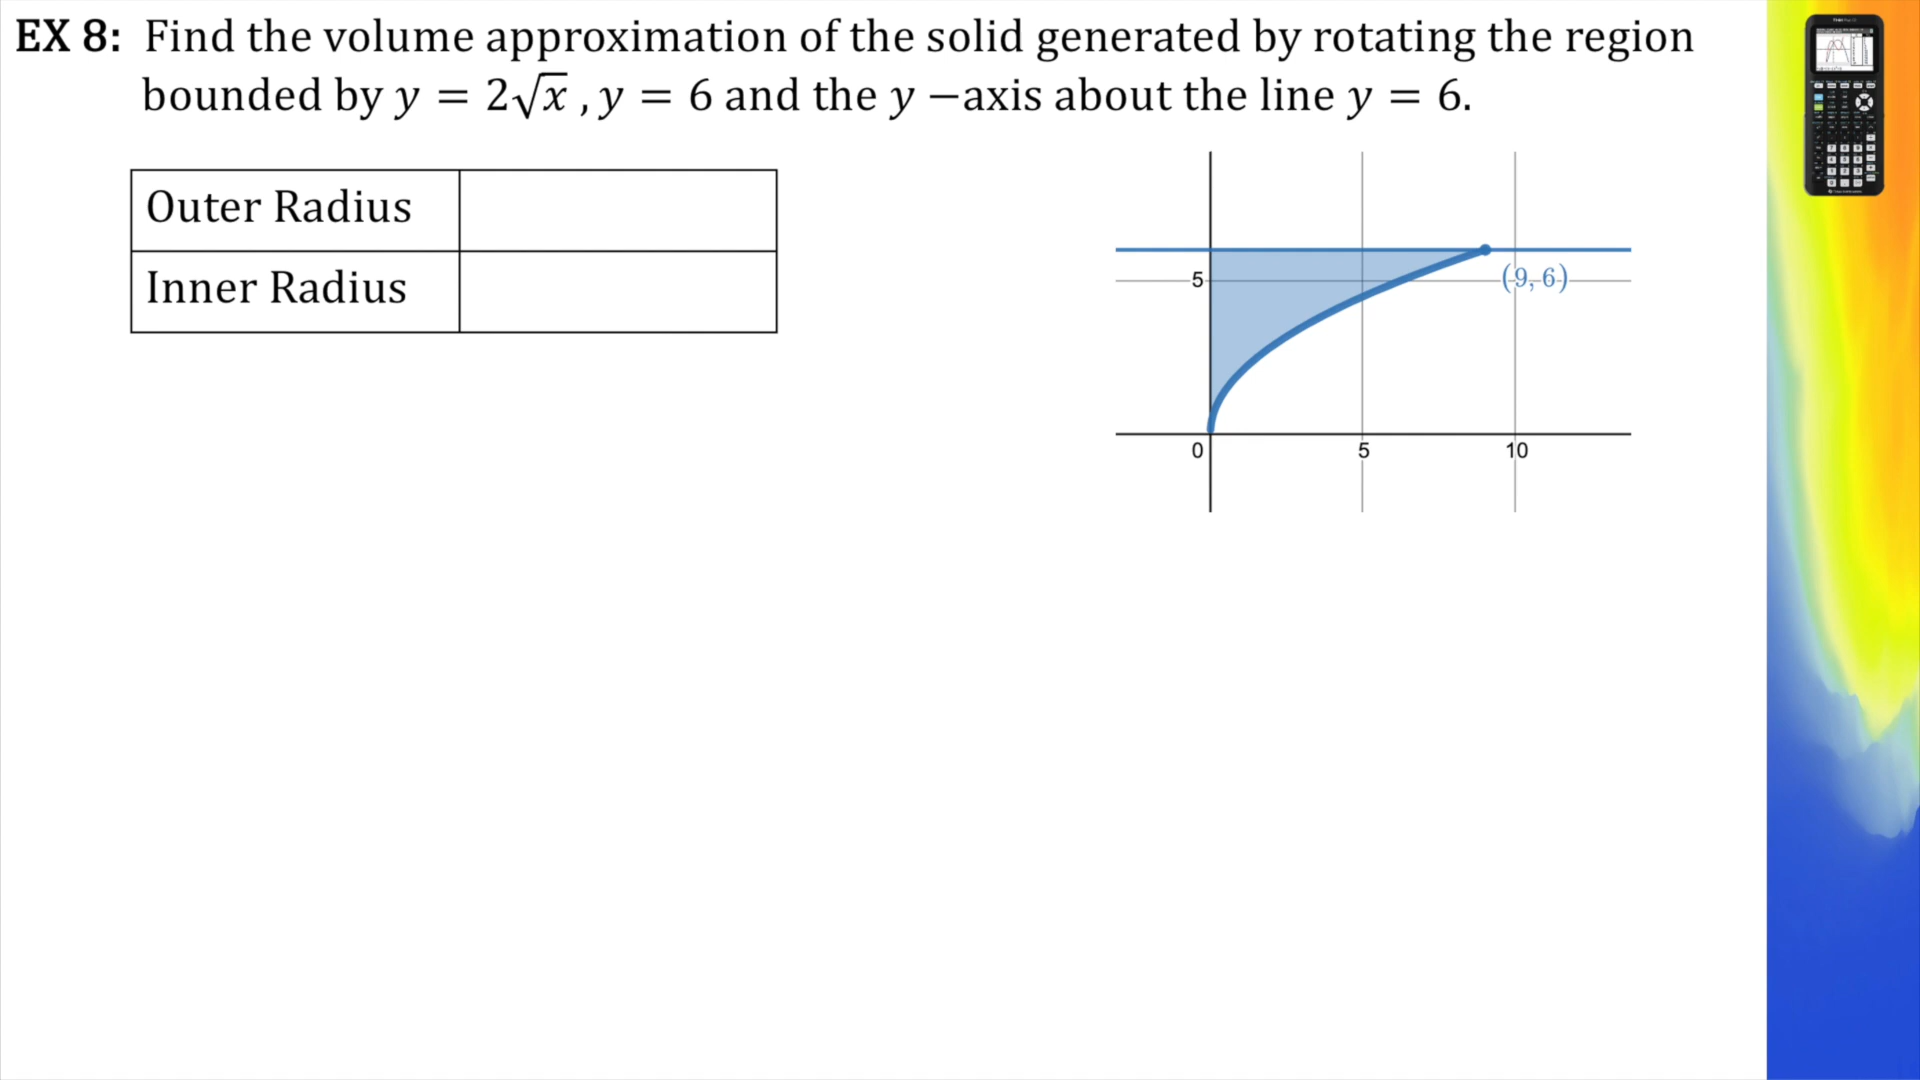 EX 8: Find the volume approximation of the solid generated by rotating the region
bounded by y = 2√x , y = 6 and the y −axis about the line y = 6.
Outer Radius
Inner Radius
5
(9, 6)
0
5
10